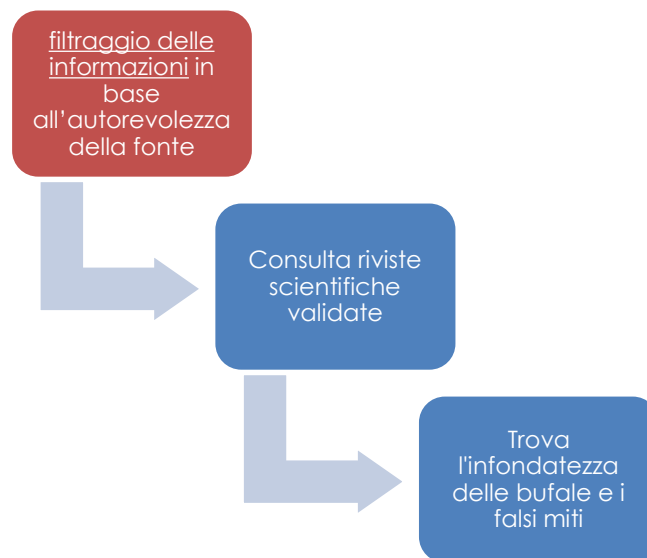 filtraggio delle
informazioni in
base
all’autorevolezza
della fonte
Consulta riviste
scientifiche
validate
Trova
l'infondatezza
delle bufale e i
falsi miti